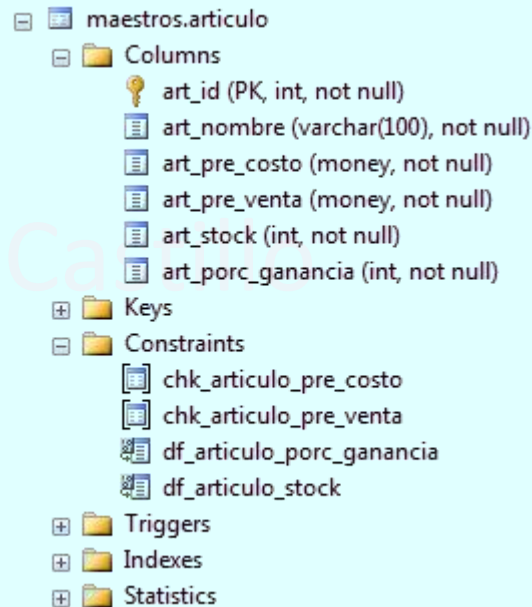 maestros.articulo
Columns
art_id (PK, int, not null)
art_nombre (varchar(100), not null)
art_pre_costo (money, not null)
art_pre_venta (money, not null)
art_stock (int, not null)
Castillo
art_porc_ganancia (int, not null)
Keys
Constraints
chk_articulo_pre_costo
chk_articulo_pre_venta
df_articulo_porc_ganancia
df_articulo_stock
Triggers
Indexes
Statistics